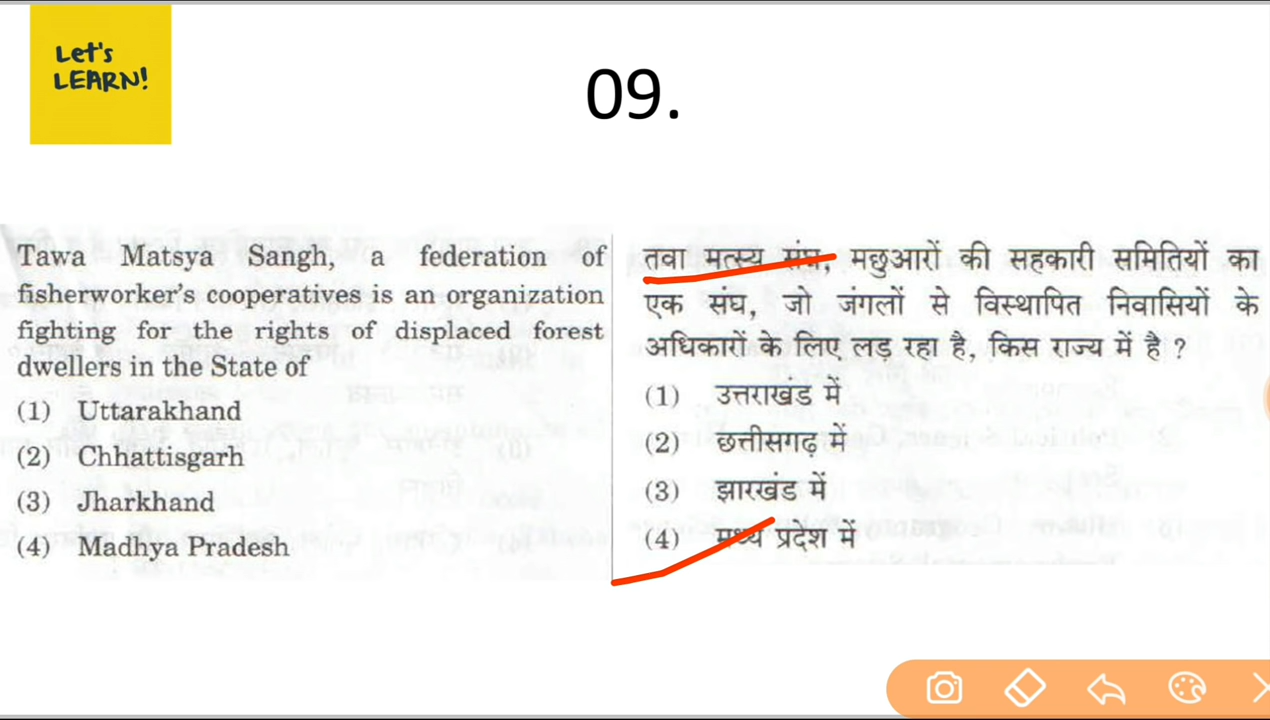 Let's
LEARN!
09.
Tawa Matsya Sangh, a federation of
fisherworker's cooperatives is an organization
fighting for the rights of displaced forest
dwellers in the State of
(1) Uttarakhand
(2) Chhattisgarh
(3) Jharkhand
(4) Madhya Pradesh
तवा मत्स्य संघ, मछुआरों की सहकारी समितियों का
एक संघ, जो जंगलों से विस्थापित निवासियों के
अधिकारों के लिए लड़ रहा है, किस राज्य में है ?
(1) उत्तराखंड में
(2) छत्तीसगढ़ में
(3) झारखंड में
(4) मध्य प्रदेश में